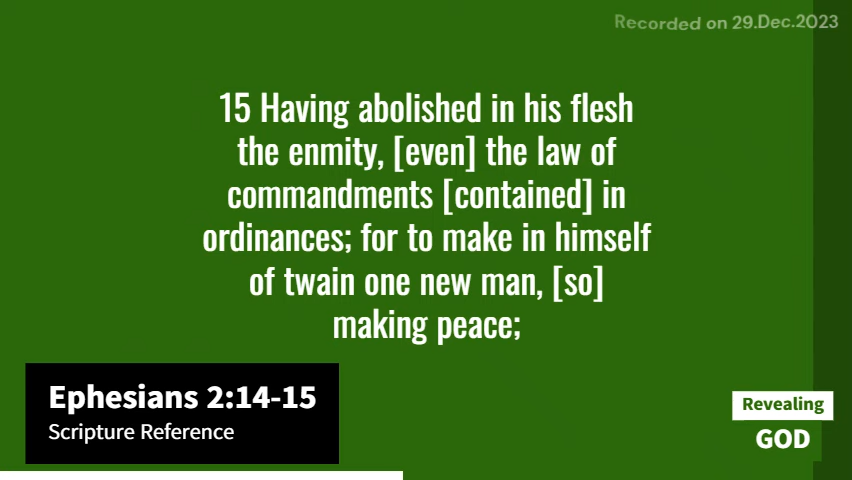 Recorded on 29.Dec.2023
15 Having abolished in his flesh
the enmity, [even] the law of
commandments [contained] in
ordinances; for to make in himself
of twain one new man, [so]
making peace;
Ephesians 2:14-15
Scripture Reference
Revealing
GOD